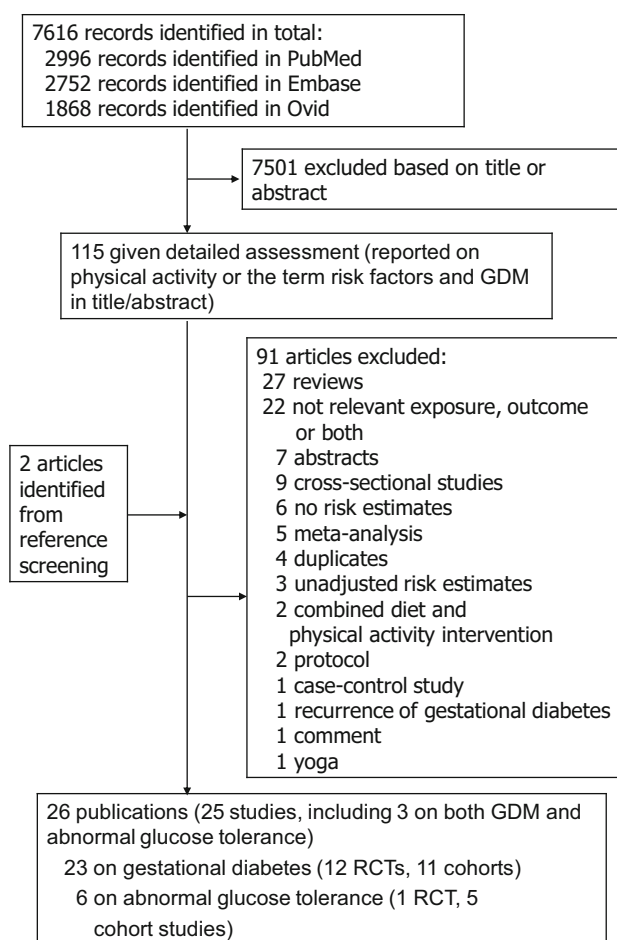 7616 records identified in total:
2996 records identified in PubMed
2752 records identified in Embase
1868 records identified in Ovid
7501 excluded based on title or
abstract
115 given detailed assessment (reported on
physical activity or the term risk factors and GDM
in title/abstract)
2 articles
identified
from
reference
screening
91 articles excluded:
27 reviews
22 not relevant exposure, outcome
or both
7 abstracts
9 cross-sectional studies
6 no risk estimates
5 meta-analysis
4 duplicates
3 unadjusted risk estimates
2 combined diet and
physical activity intervention
2 protocol
1 case-control study
1 recurrence of gestational diabetes
1 comment
1 yoga
26 publications (25 studies, including 3 on both GDM and
abnormal glucose tolerance)
23 on gestational diabetes (12 RCTs, 11 cohorts)
6 on abnormal glucose tolerance (1 RCT, 5
cohort studies)